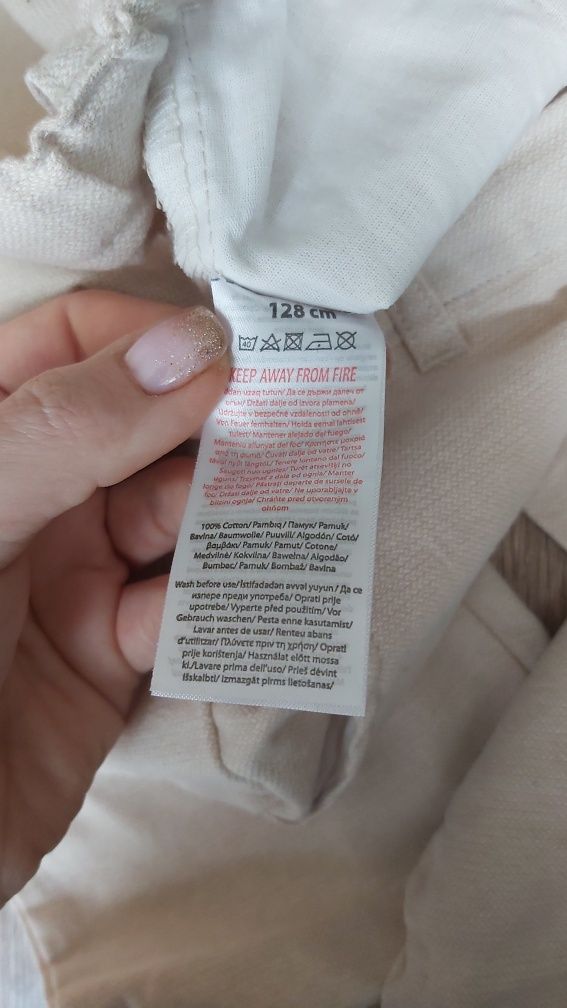 128 cm
40
KEEP AWAY FROM FIRE
uzaq tutun/ Да се държи далеч от
Držati dalje od izvora plamena/
Udržujte v bezpečné vzdálenosti od ohně/
Von Feuer fernhalten/ Hoida eemal lahtisest
tulest/ Mantener alejado del fuego/
Manteniu allunyat del foc/ Κρατήστε μακριά
από τη φωτιά/ Čuvati dalje od vatre/ Tartsa
távol nyílt lángtól/ Tenere lontano dal fuoco/
Saugoti nuo ugnies/ Turēt atsevišķi no
uguns/ Trzymać z dala od ognia/ Manter
longe do fogo/ Păstrați departe de sursele de
foc/ Držati dalje od vatre/ Ne uporabljajte v
bližini ognja/ Chráňte pred otvoreným
ohňom
100% Cotton/ Pambıq/ Памук/ Pamuk/
Bavlna/ Baumwolle/ Puuvill/ Algodón/ Cotó/
βαμβάκι/ Pamuk/ Pamut/ Cotone/
Medvilnė/ Kokvilna/ Bawełna/ Algodão/
Bumbac/ Pamuk/ Bombaž/ Bavlna
Wash before use/ İstifadədən əvvəl yuyun/ Да се
изпере преди употреба/ Oprati prije
upotrebe/ Vyperte před použitím/ Vor
Gebrauch waschen/ Pesta enne kasutamist/
Lavar antes de usar/ Renteu abans
d'utilitzar/ Πλύνετε πριν τη χρήση/ Oprati
prije korištenja/ Használat előtt mossa
ki./Lavare prima dell'uso/ Prieš dėvint
išskalbti/ Izmazgāt pirms lietošanas/